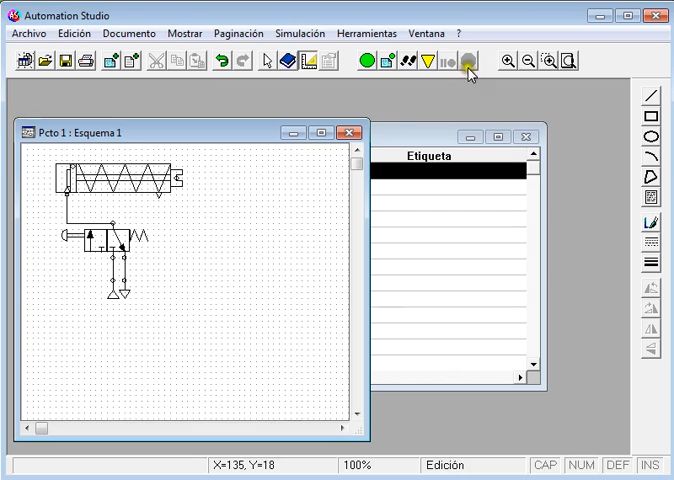 Automation Studio
Archivo Edición Documento Mostrar Paginación Simulación Herramientas Ventana ?
Pcto 1 : Esquema 1
Etiqueta
X=135, Y=18 100% Edición CAP NUM DEF INS